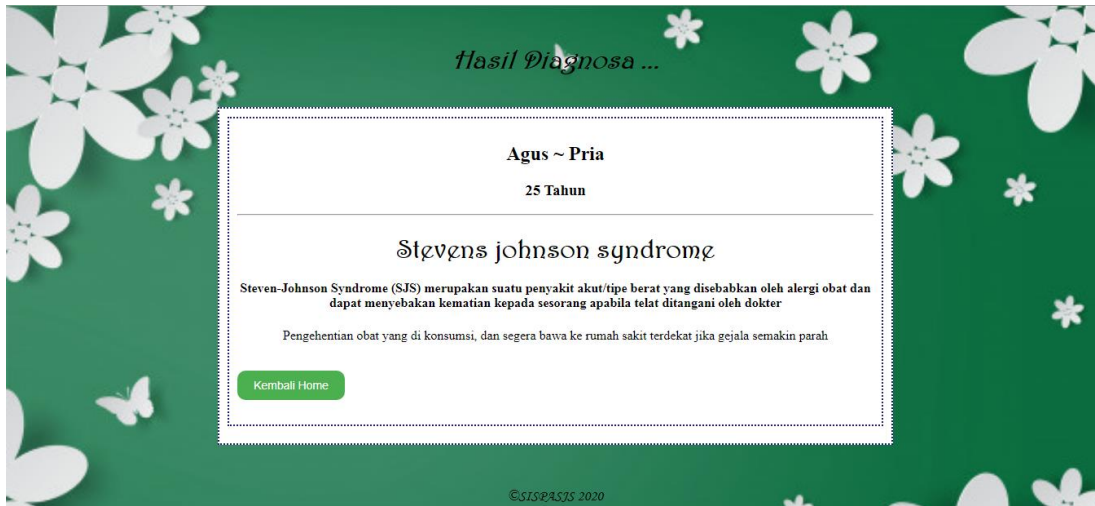 Hasil Diagnosa ...
Agus ~ Pria
25 Tahun
Stevens johnson syndrome
Steven-Johnson Syndrome (SJS) merupakan suatu penyakit akut/tipe berat yang disebabkan oleh alergi obat dan
dapat menyebakan kematian kepada sesorang apabila telat ditangani oleh dokter
Pengehentian obat yang di konsumsi, dan segera bawa ke rumah sakit terdekat jika gejala semakin parah
Kembali Home
©SISPASJS 2020